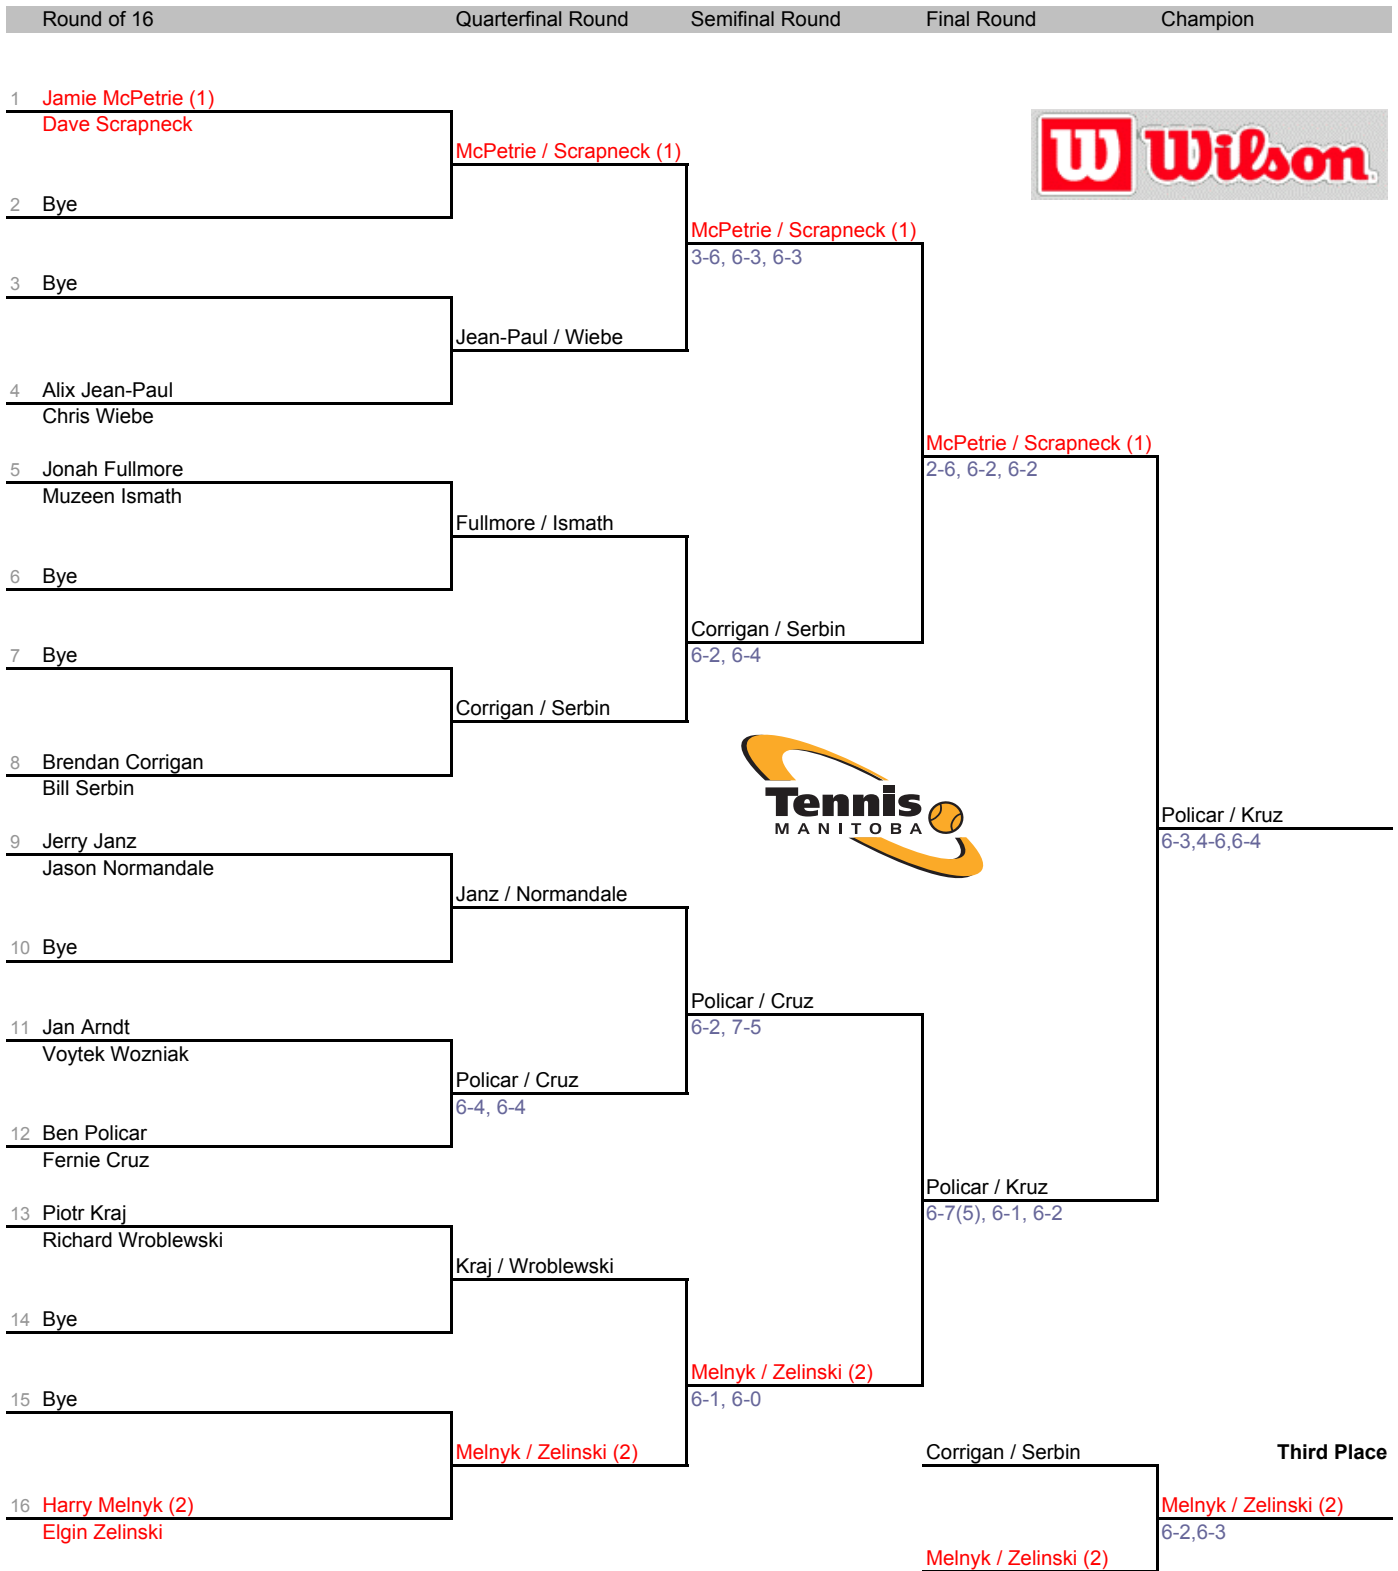 Round of 16 Quarterfinal Round Semifinal Round Final Round Champion
1 Jamie McPetrie (1)
Dave Scrapneck
W Wilson
McPetrie / Scrapneck (1)
2 Bye
McPetrie / Scrapneck (1)
3-6, 6-3, 6-3
3 Bye
Jean-Paul / Wiebe
4 Alix Jean-Paul
Chris Wiebe
McPetrie / Scrapneck (1)
2-6, 6-2, 6-2
5 Jonah Fullmore
Muzeen Ismath
Fullmore / Ismath
6 Bye
Corrigan / Serbin
6-2, 6-4
7 Bye
Corrigan / Serbin
8 Brendan Corrigan
Bill Serbin
Tennis
MANITOBA
Policar / Kruz
6-3,4-6,6-4
9 Jerry Janz
Jason Normandale
Janz / Normandale
10 Bye
Policar / Cruz
6-2, 7-5
11 Jan Arndt
Voytek Wozniak
Policar / Cruz
6-4, 6-4
12 Ben Policar
Fernie Cruz
Policar / Kruz
6-7(5), 6-1, 6-2
13 Piotr Kraj
Richard Wroblewski
Kraj / Wroblewski
14 Bye
Melnyk / Zelinski (2)
6-1, 6-0
15 Bye
Melnyk / Zelinski (2)
Corrigan / Serbin Third Place
16 Harry Melnyk (2)
Elgin Zelinski
Melnyk / Zelinski (2)
6-2,6-3
Melnyk / Zelinski (2)